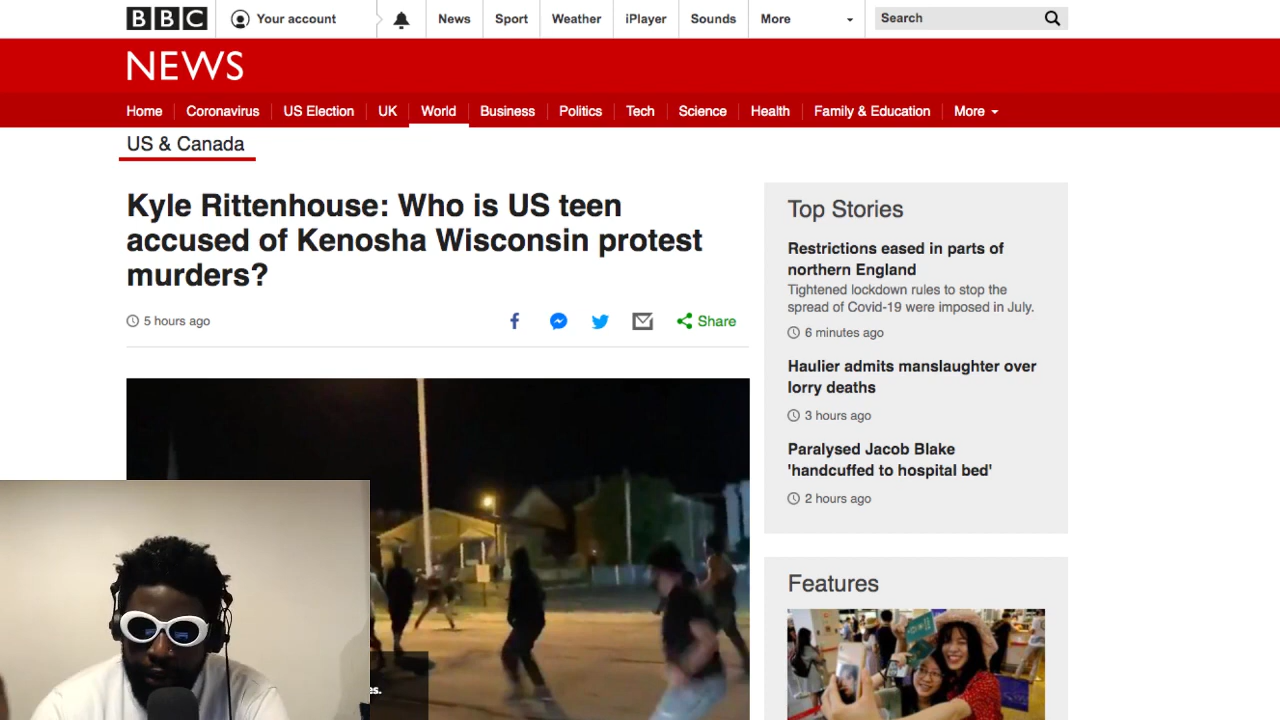 BBC
Your account
News
Sport
Weather
iPlayer
Sounds
More
Search
NEWS
Home
Coronavirus
US Election
UK
World
Business
Politics
Tech
Science
Health
Family & Education
More
US & Canada
Kyle Rittenhouse: Who is US teen
accused of Kenosha Wisconsin protest
murders?
5 hours ago
Share
Top Stories
Restrictions eased in parts of
northern England
Tightened lockdown rules to stop the
spread of Covid-19 were imposed in July.
6 minutes ago
Haulier admits manslaughter over
lorry deaths
3 hours ago
Paralysed Jacob Blake
'handcuffed to hospital bed'
2 hours ago
Features